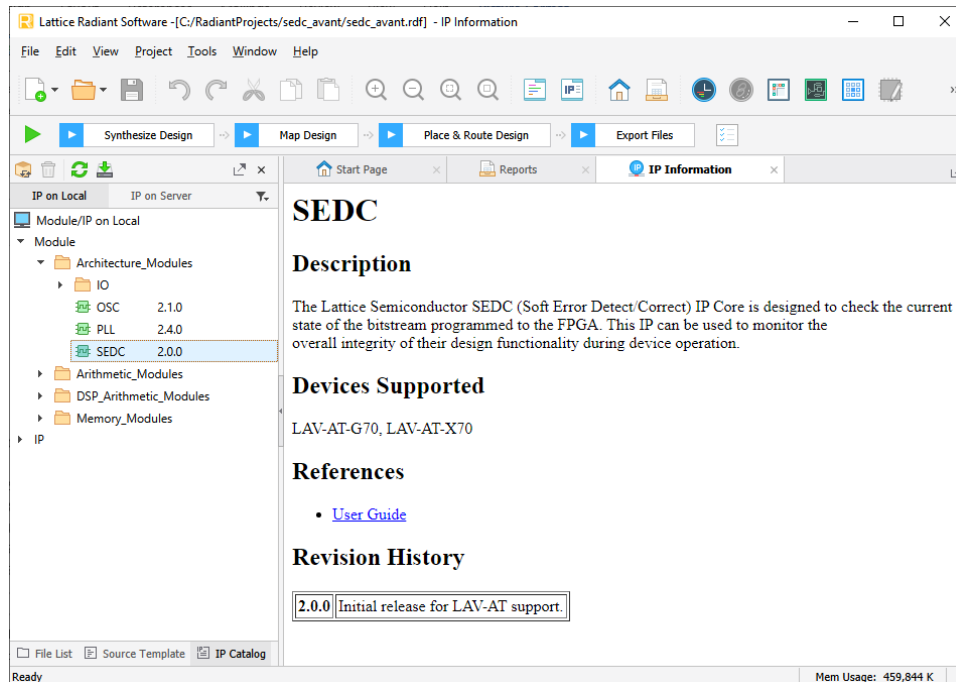 Lattice Radiant Software -[C:/RadiantProjects/sedc_avant/sedc_avant.rdf] - IP Information
File Edit View Project Tools Window Help
IP
Synthesize Design Map Design Place & Route Design Export Files
Start Page Reports IP Information
IP on Local IP on Server
Module/IP on Local
Module
Architecture_Modules
IO
OSC 2.1.0
PLL 2.4.0
SEDC 2.0.0
Arithmetic_Modules
DSP_Arithmetic_Modules
Memory_Modules
IP
SEDC
Description
The Lattice Semiconductor SEDC (Soft Error Detect/Correct) IP Core is designed to check the current
state of the bitstream programmed to the FPGA. This IP can be used to monitor the
overall integrity of their design functionality during device operation.
Devices Supported
LAV-AT-G70, LAV-AT-X70
References
• User Guide
Revision History
2.0.0 Initial release for LAV-AT support.
File List Source Template IP Catalog
Ready Mem Usage: 459,844 K